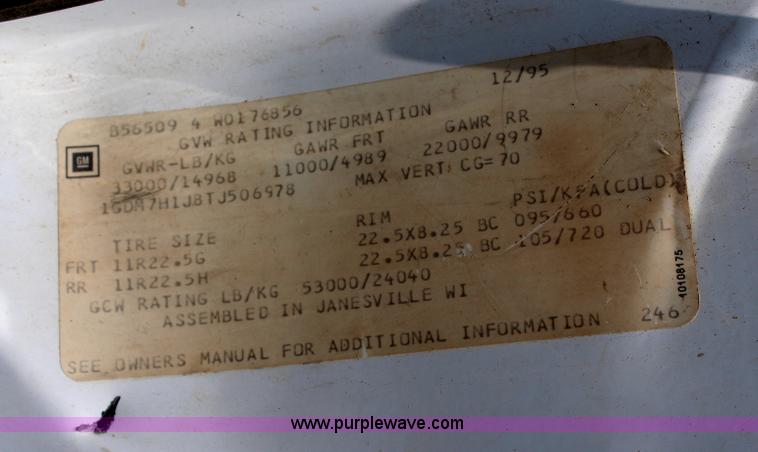 12/95
B56509 4 W0176856
GVW RATING INFORMATION
GM
GVWR-LB/KG GAWR FRT GAWR RR
33000/14968 11000/4989 22000/9979
1GDM7H1J8TJ506978 MAX VERT CG=70
TIRE SIZE RIM PSI/KPA(COLD)
FRT 11R22.5G 22.5X8.25 BC 095/660
RR 11R22.5H 22.5X8.25 BC 105/720 DUAL
GCW RATING LB/KG 53000/24040
ASSEMBLED IN JANESVILLE WI
SEE OWNERS MANUAL FOR ADDITIONAL INFORMATION 246
10108175
www.purplewave.com